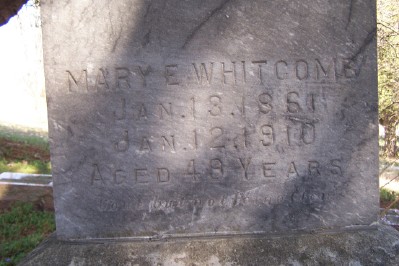 MARY E. WHITCOMB
JAN. 13. 1861
JAN. 12. 1910
AGED 48 YEARS